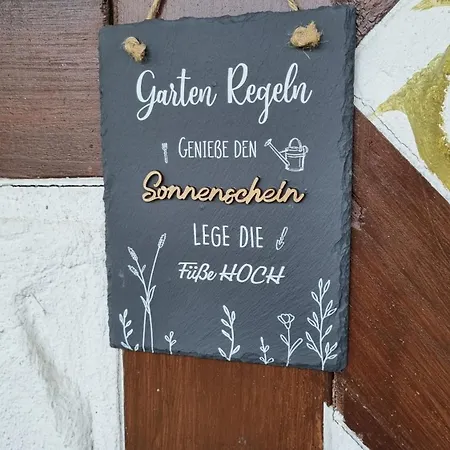 Garten Regeln
GENIEßE DEN
Sonnenschein
LEGE DIE
Füße HOCH